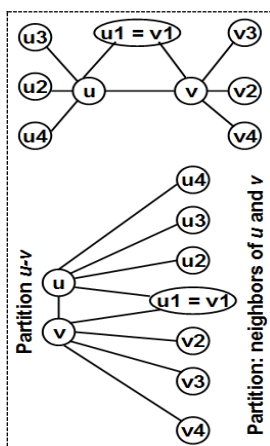 u3
u1 = v1
v3
u2
u
v
v2
u4
v4
u4
u3
u2
u
u1 = v1
v
v2
v3
v4
Partition u-v
Partition: neighbors of u and v